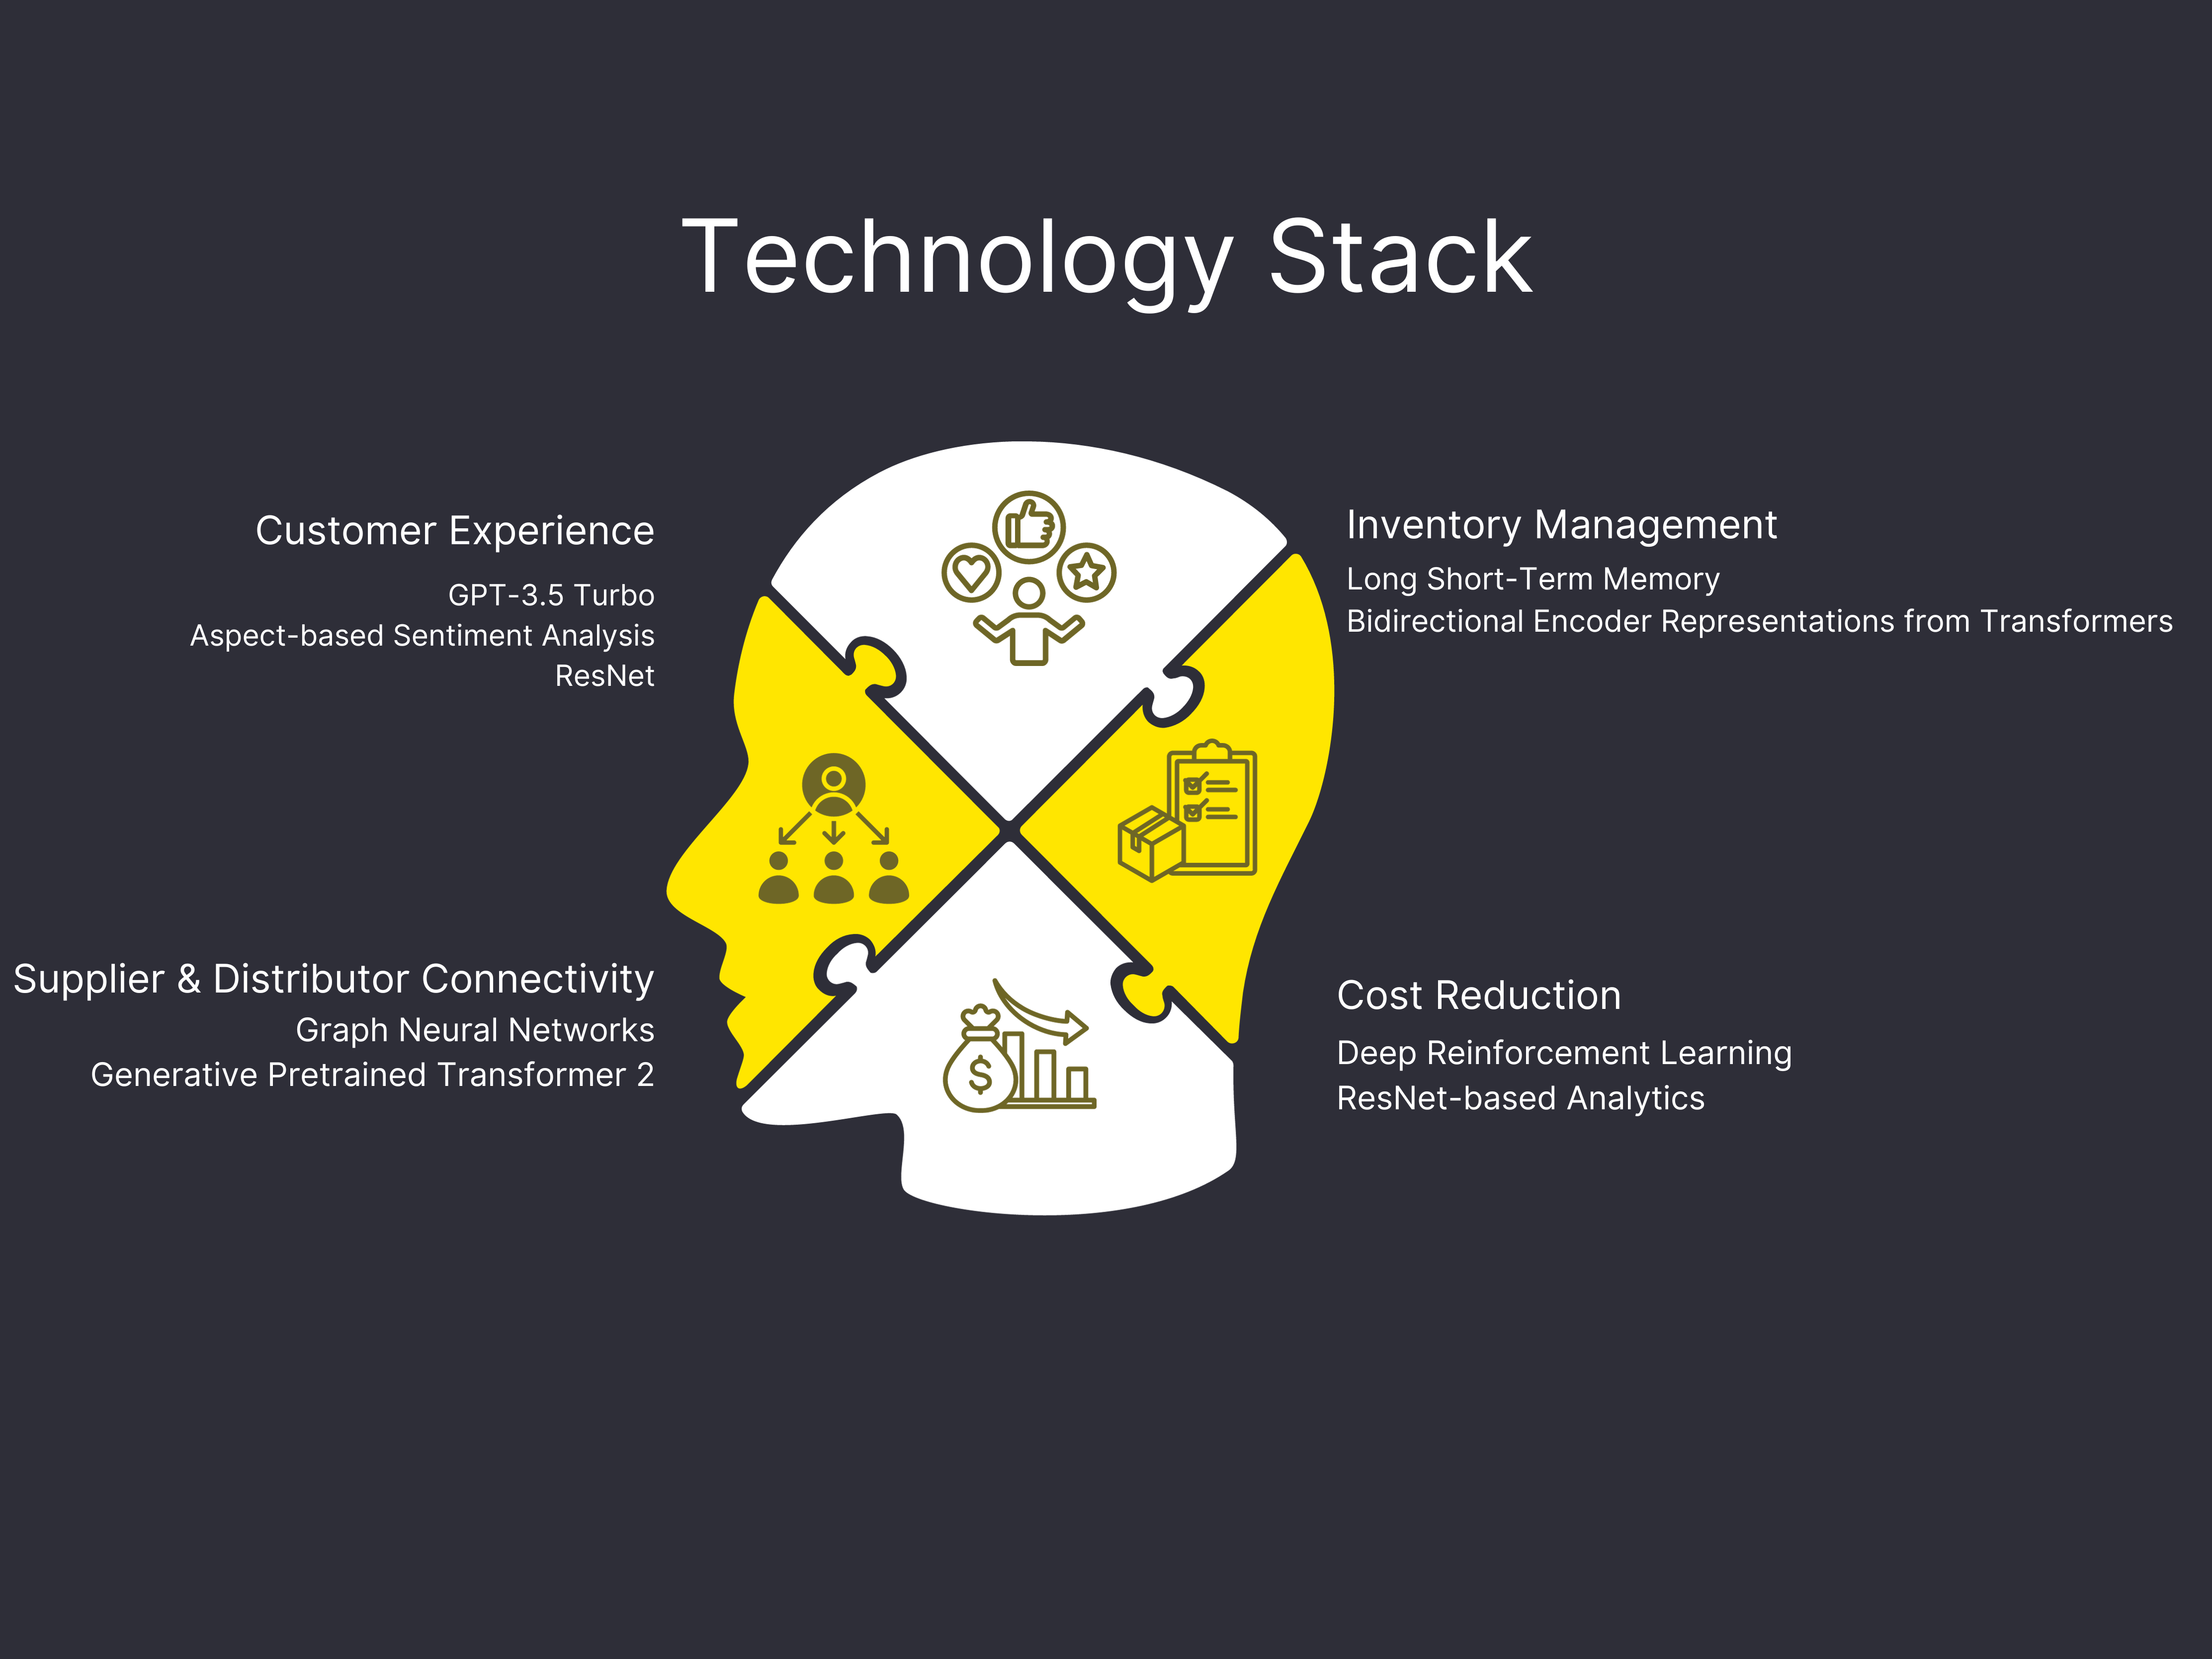 Technology Stack
Customer Experience
GPT-3.5 Turbo
Aspect-based Sentiment Analysis
ResNet
Inventory Management
Long Short-Term Memory
Bidirectional Encoder Representations from Transformers
Supplier & Distributor Connectivity
Graph Neural Networks
Generative Pretrained Transformer 2
Cost Reduction
Deep Reinforcement Learning
ResNet-based Analytics
$